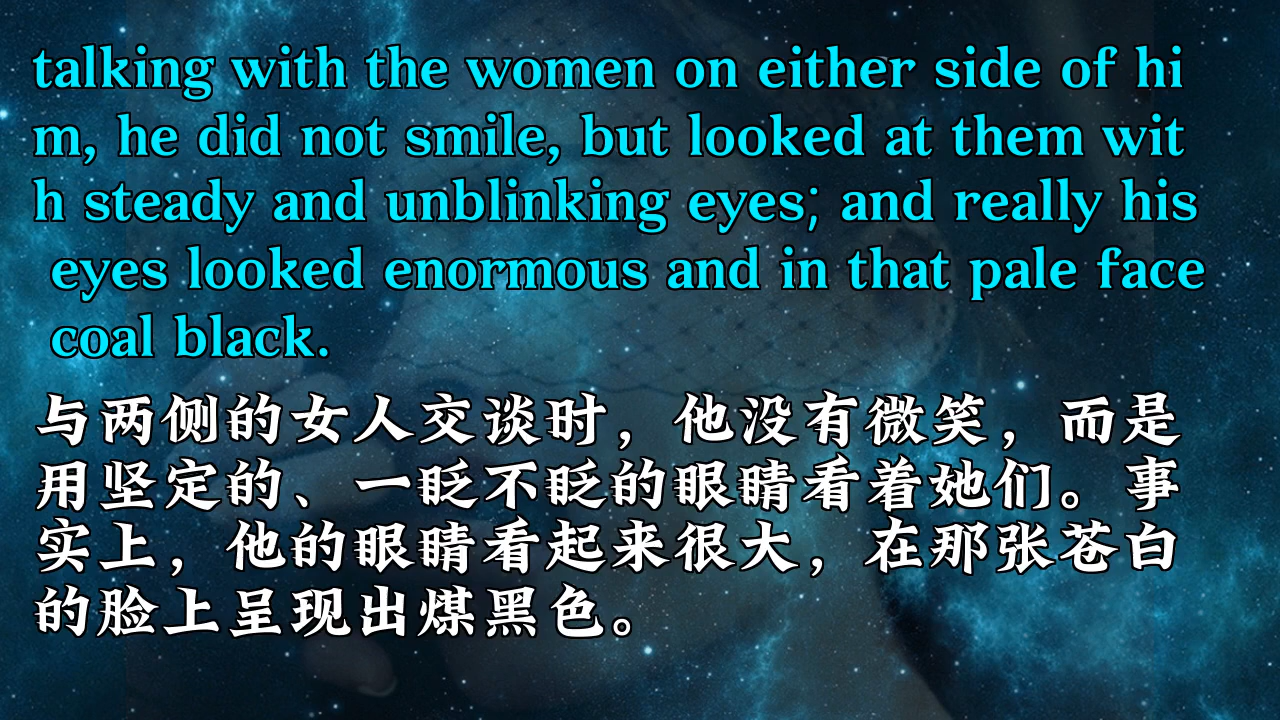 talking with the women on either side of hi
m, he did not smile, but looked at them wit
h steady and unblinking eyes; and really his
eyes looked enormous and in that pale face
coal black.
与两侧的女人交谈时，他没有微笑，而是
用坚定的、一眨不眨的眼睛看着她们。事
实上，他的眼睛看起来很大，在那张苍白
的脸上呈现出煤黑色。